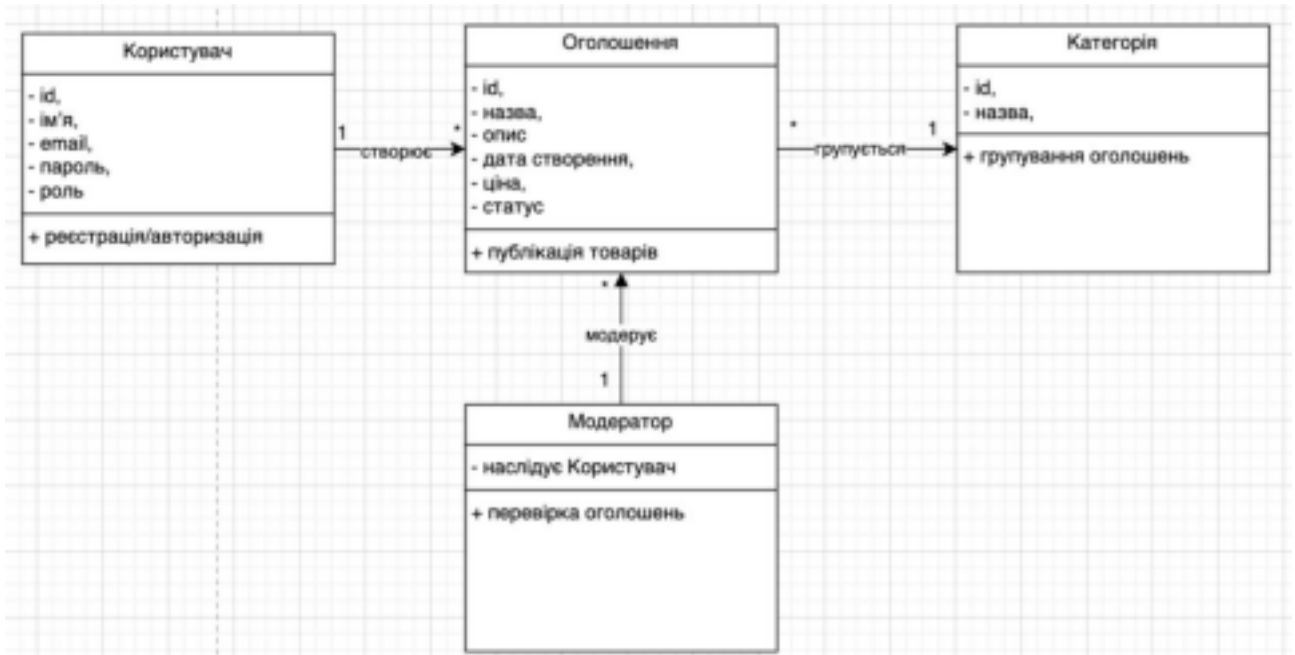 Користувач
- id,
- ім'я,
- email,
- пароль,
- роль
+ реєстрація/авторизація
1
створює
*
Оголошення
- id,
- назва,
- опис
- дата створення,
- ціна,
- статус
+ публікація товарів
*
групується
1
Категорія
- id,
- назва,
+ групування оголошень
*
модерує
1
Модератор
- наслідує Користувач
+ перевірка оголошень